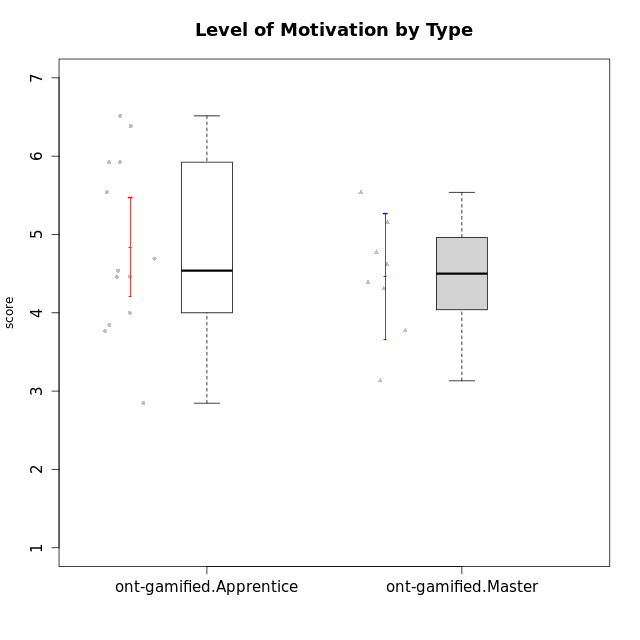 Level of Motivation by Type
7
6
5
4
3
2
1
score
ont-gamified.Apprentice
ont-gamified.Master